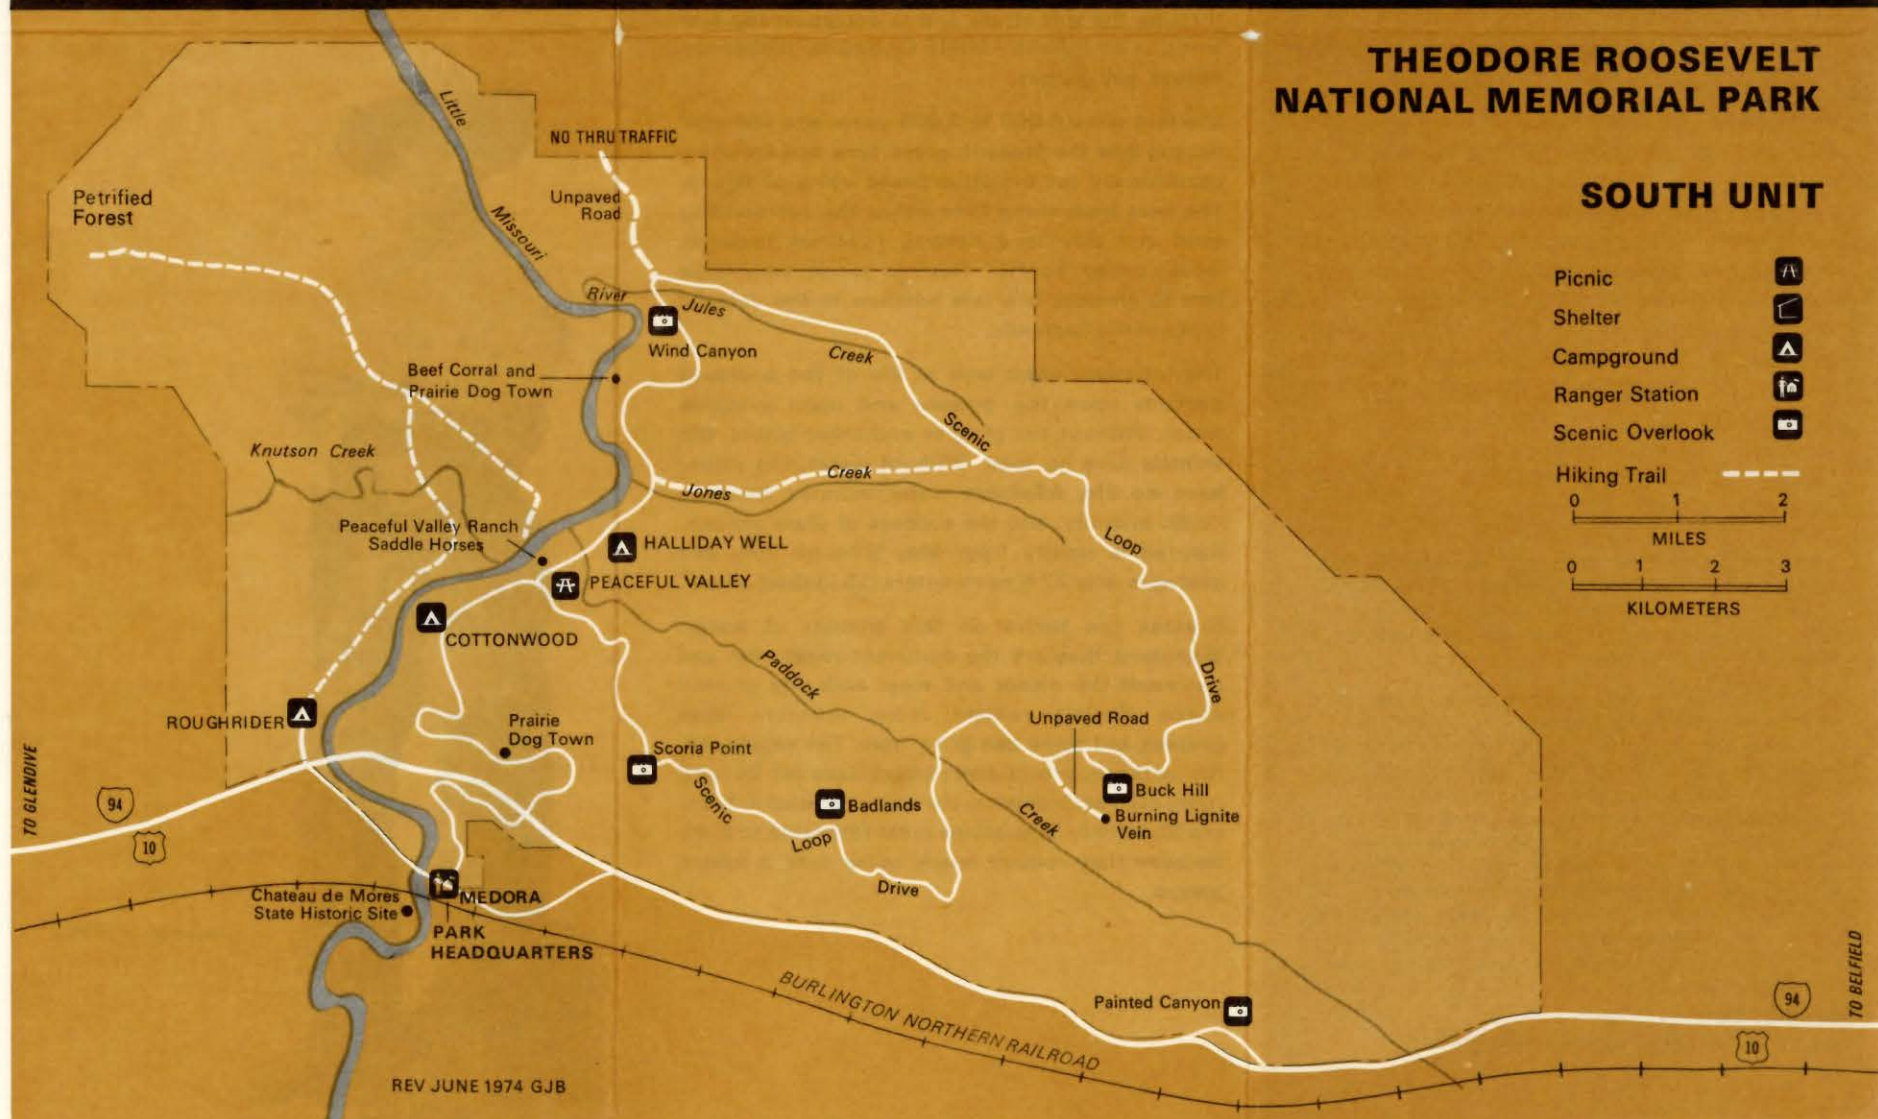 THEODORE ROOSEVELT
NATIONAL MEMORIAL PARK
SOUTH UNIT
Picnic
Shelter
Campground
Ranger Station
Scenic Overlook
Hiking Trail
0 1 2
MILES
0 1 2 3
KILOMETERS
Little
Missouri
River
NO THRU TRAFFIC
Unpaved
Road
Petrified
Forest
Jules
Creek
Wind Canyon
Beef Corral and
Prairie Dog Town
Scenic
Loop
Drive
Knutson Creek
Jones
Creek
Peaceful Valley Ranch
Saddle Horses
HALLIDAY WELL
PEACEFUL VALLEY
COTTONWOOD
Paddock
Creek
ROUGHRIDER
Prairie
Dog Town
Scoria Point
Unpaved Road
Scenic
Loop
Drive
Badlands
Buck Hill
Burning Lignite
Vein
TO GLENDIVE
94
10
Chateau de Mores
State Historic Site
MEDORA
PARK
HEADQUARTERS
BURLINGTON NORTHERN RAILROAD
Painted Canyon
94
10
TO BELFIELD
REV JUNE 1974 GJB